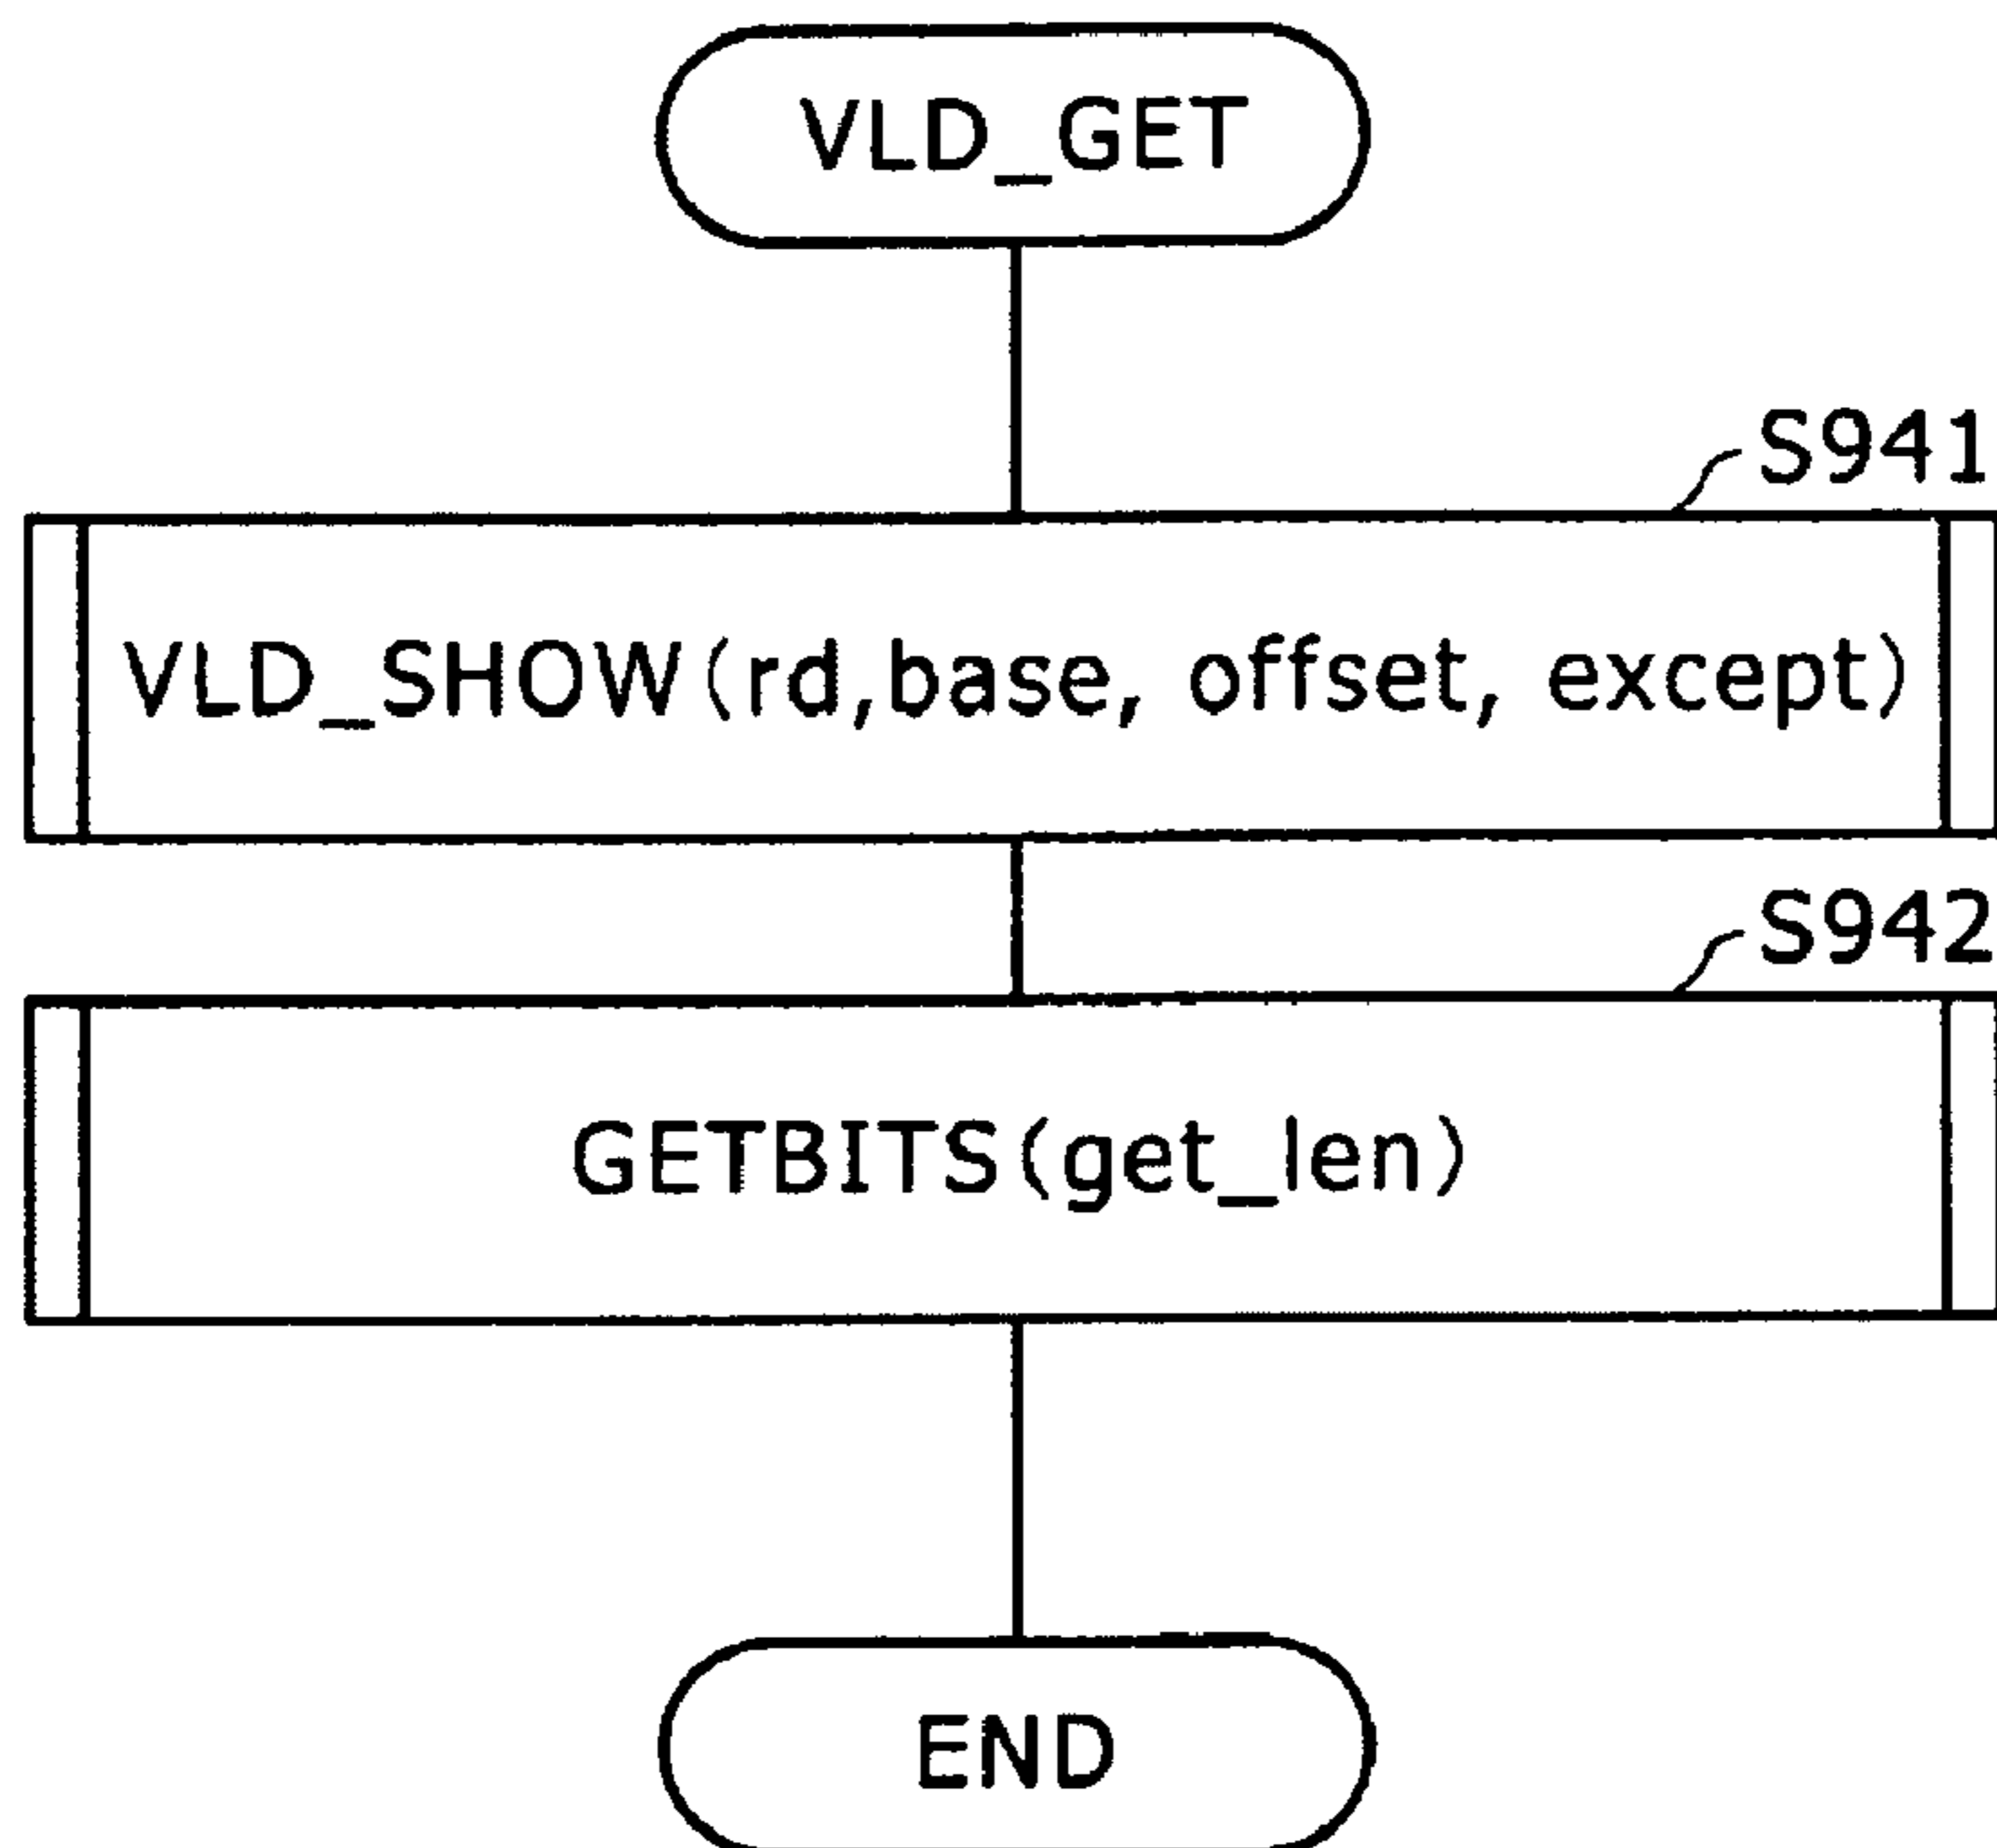 VLD_GET
S941
VLD_SHOW(rd,base, offset, except)
S942
GETBITS(get_len)
END